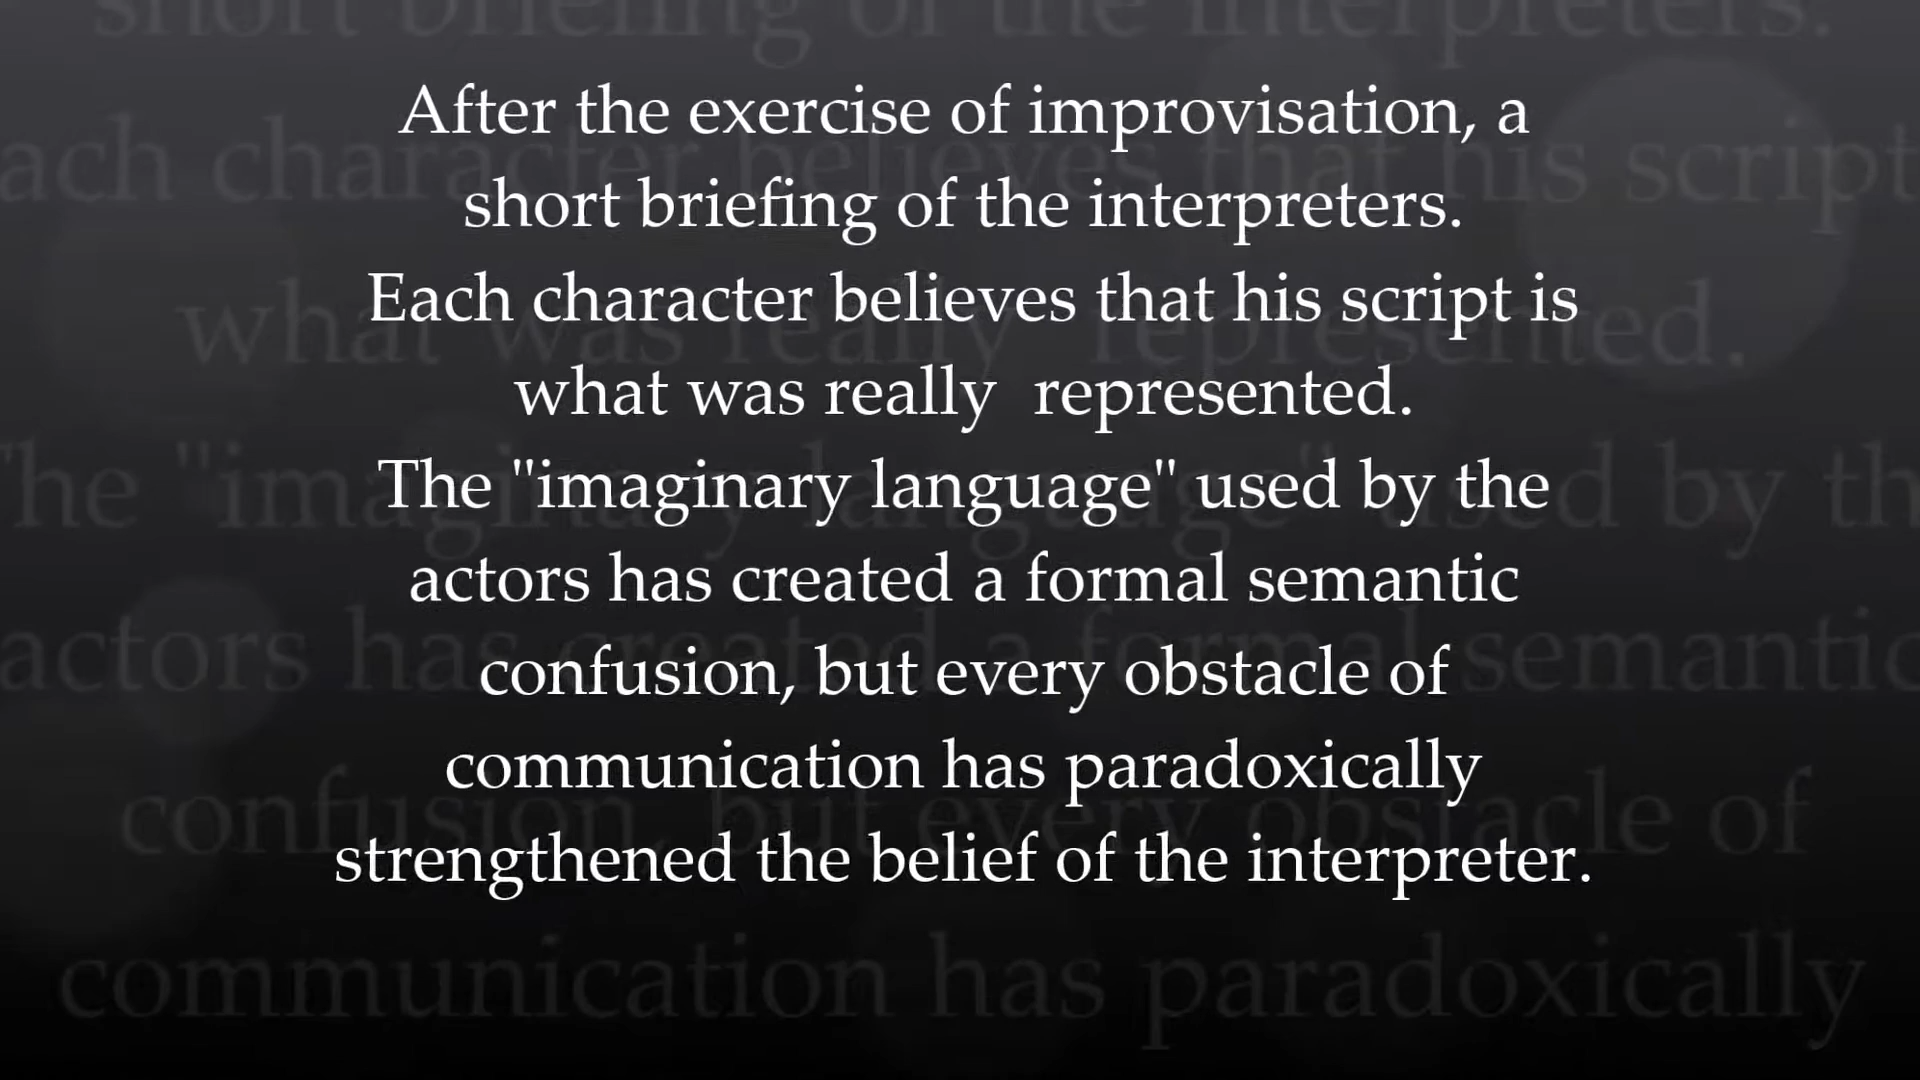 After the exercise of improvisation, a
short briefing of the interpreters.
Each character believes that his script is
what was really  represented.
The "imaginary language" used by the
actors has created a formal semantic
confusion, but every obstacle of
communication has paradoxically
strengthened the belief of the interpreter.